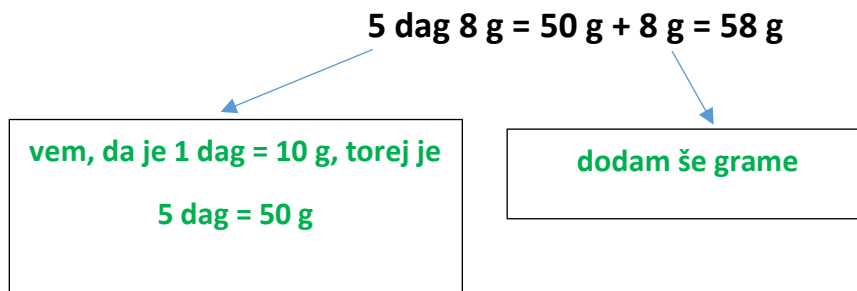 5 dag 8 g = 50 g + 8 g = 58 g
vem, da je 1 dag = 10 g, torej je
5 dag = 50 g
dodam še grame